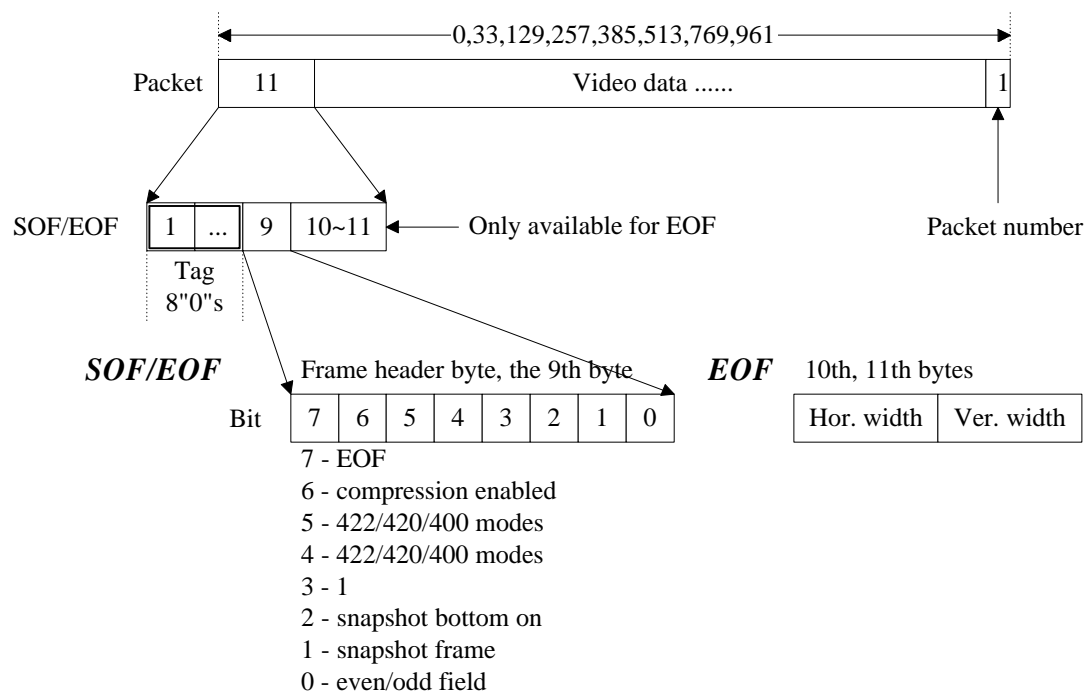 0,33,129,257,385,513,769,961
Packet 11 Video data ...... 1
SOF/EOF 1 ... 9 10~11 Only available for EOF Packet number
Tag
8"0"s
SOF/EOF Frame header byte, the 9th byte EOF 10th, 11th bytes
Bit 7 6 5 4 3 2 1 0 Hor. width Ver. width
7 - EOF
6 - compression enabled
5 - 422/420/400 modes
4 - 422/420/400 modes
3 - 1
2 - snapshot bottom on
1 - snapshot frame
0 - even/odd field